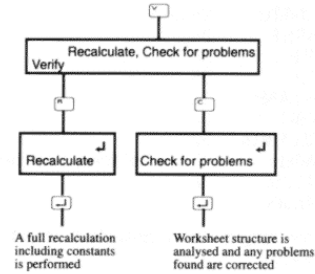 V
Recalculate, Check for problems
Verify
R
C
Recalculate
Check for problems
A full recalculation
including constants
is performed
Worksheet structure is
analysed and any problems
found are corrected